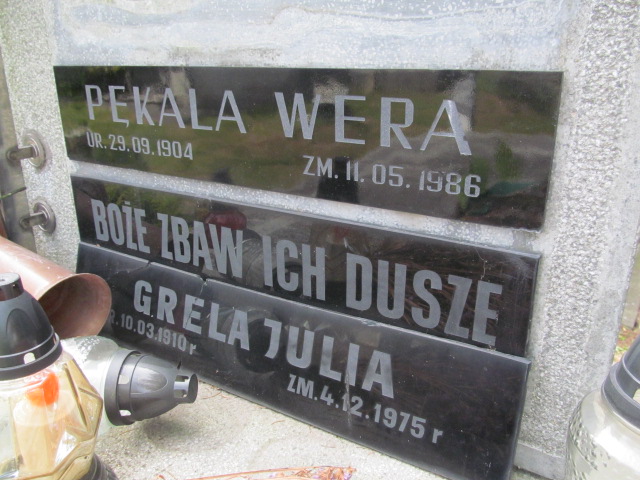 PĘKALA WERA
UR. 29.09.1904 ZM. 11.05.1986
BOŻE ZBAW ICH DUSZE
GRELA JULIA
R. 10.03.1910 r ZM. 4.12.1975 r